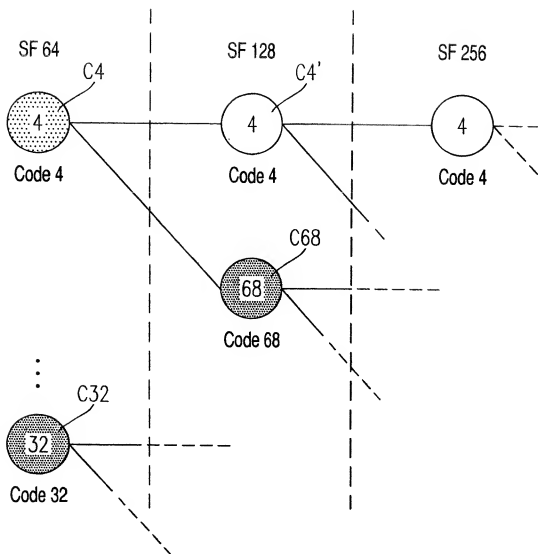 SF 64
SF 128
SF 256
C4
C4'
4
4
4
Code 4
Code 4
Code 4
C68
68
Code 68
C32
32
Code 32